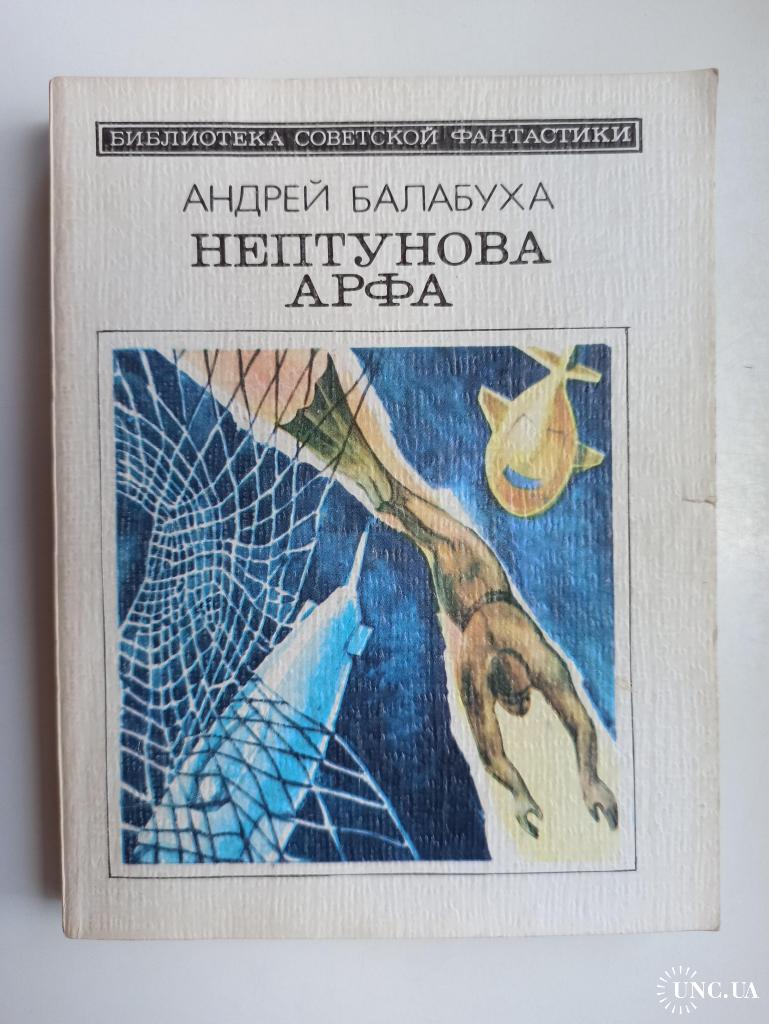 БИБЛИОТЕКА СОВЕТСКОЙ ФАНТАСТИКИ
АНДРЕЙ БАЛАБУХА
НЕПТУНОВА
АРФА
UNC.UA